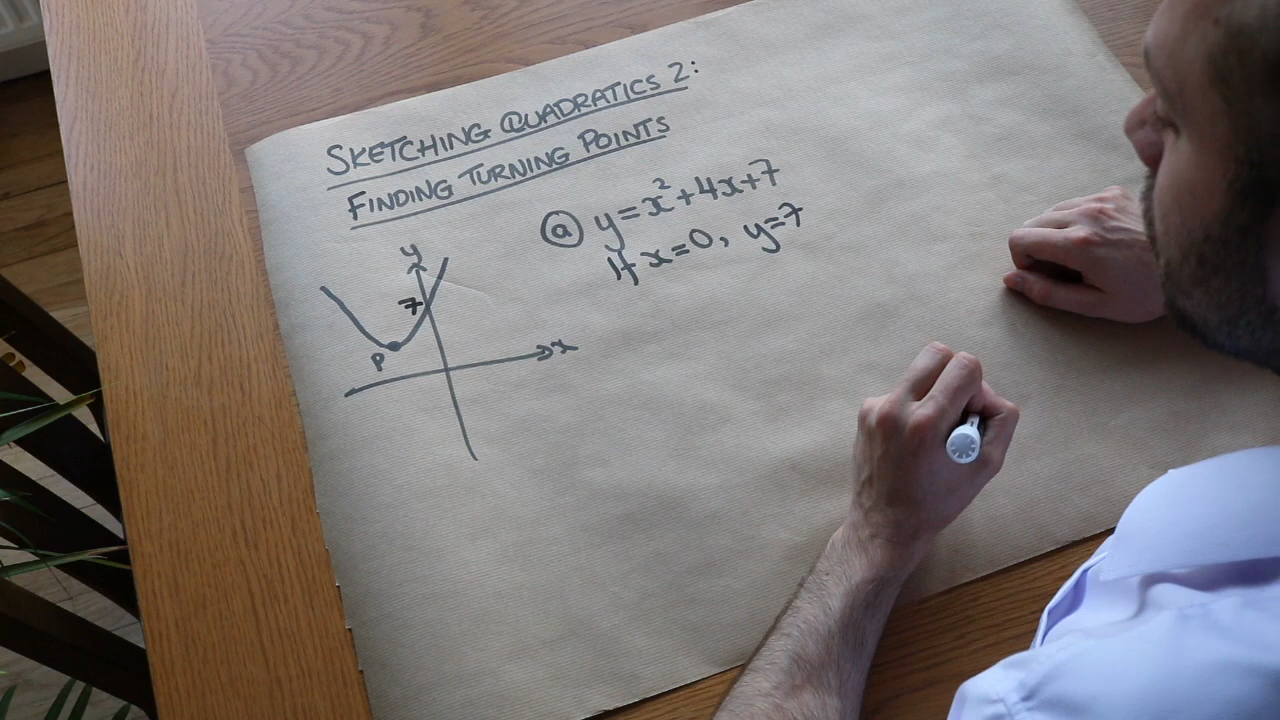 SKETCHING QUADRATICS 2:
FINDING TURNING POINTS
ⓐ y=x²+4x+7
If x=0, y=7
y
7
P
x